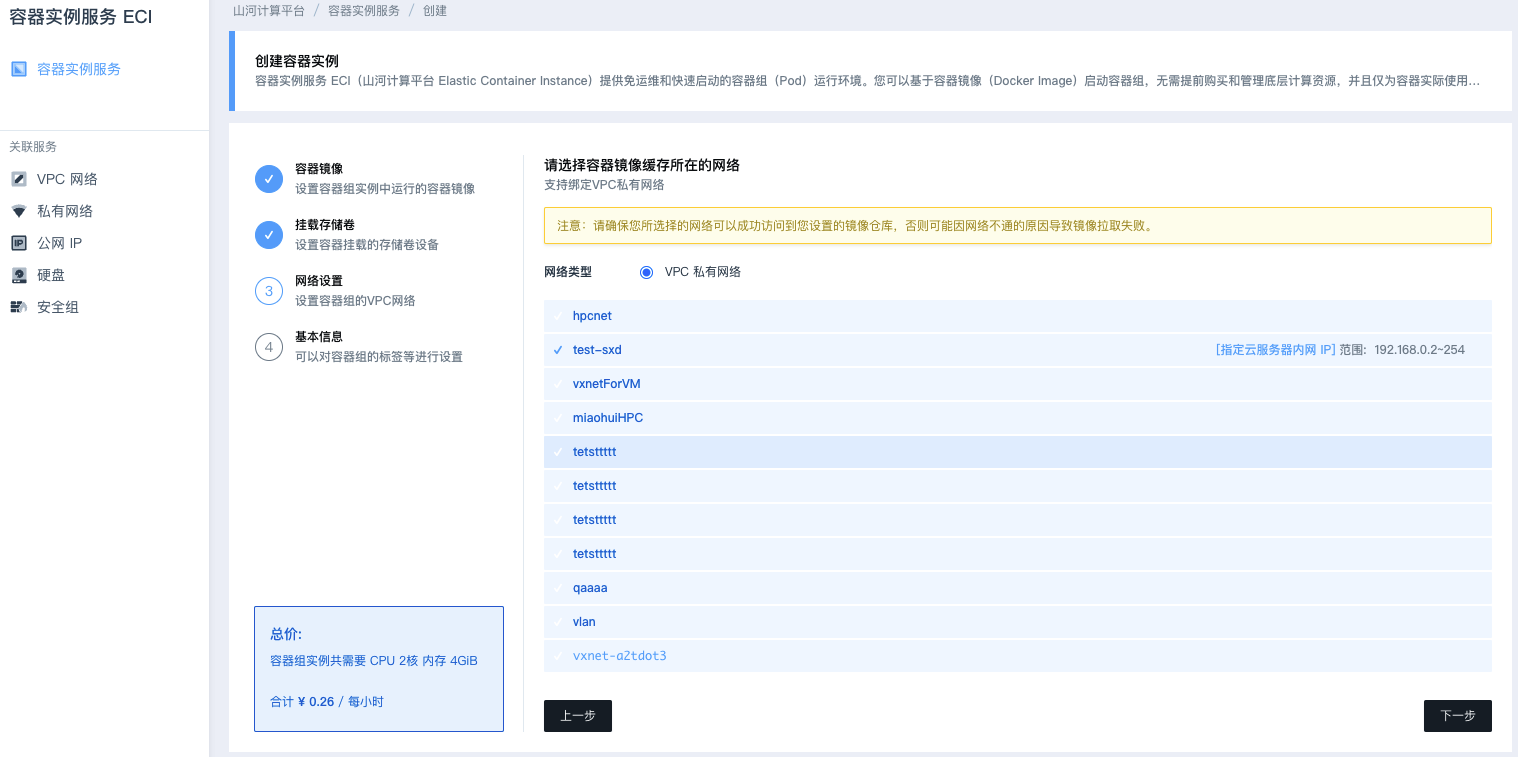 容器实例服务 ECI
容器实例服务
关联服务
VPC 网络
私有网络
公网 IP
硬盘
安全组
山河计算平台 / 容器实例服务 / 创建
创建容器实例
容器实例服务 ECI（山河计算平台 Elastic Container Instance）提供免运维和快速启动的容器组（Pod）运行环境。您可以基于容器镜像（Docker Image）启动容器组，无需提前购买和管理底层计算资源，并且仅为容器实际使用…
容器镜像
设置容器组实例中运行的容器镜像
挂载存储卷
设置容器挂载的存储卷设备
3
网络设置
设置容器组的VPC网络
4
基本信息
可以对容器组的标签等进行设置
总价:
容器组实例共需要 CPU 2核 内存 4GiB
合计 ¥ 0.26 / 每小时
请选择容器镜像缓存所在的网络
支持绑定VPC私有网络
注意：请确保您所选择的网络可以成功访问到您设置的镜像仓库，否则可能因网络不通的原因导致镜像拉取失败。
网络类型 VPC 私有网络
hpcnet
test-sxd [指定云服务器内网 IP] 范围: 192.168.0.2~254
vxnetForVM
miaohuiHPC
tetsttttt
tetsttttt
tetsttttt
tetsttttt
qaaaa
vlan
vxnet-a2tdot3
上一步 下一步